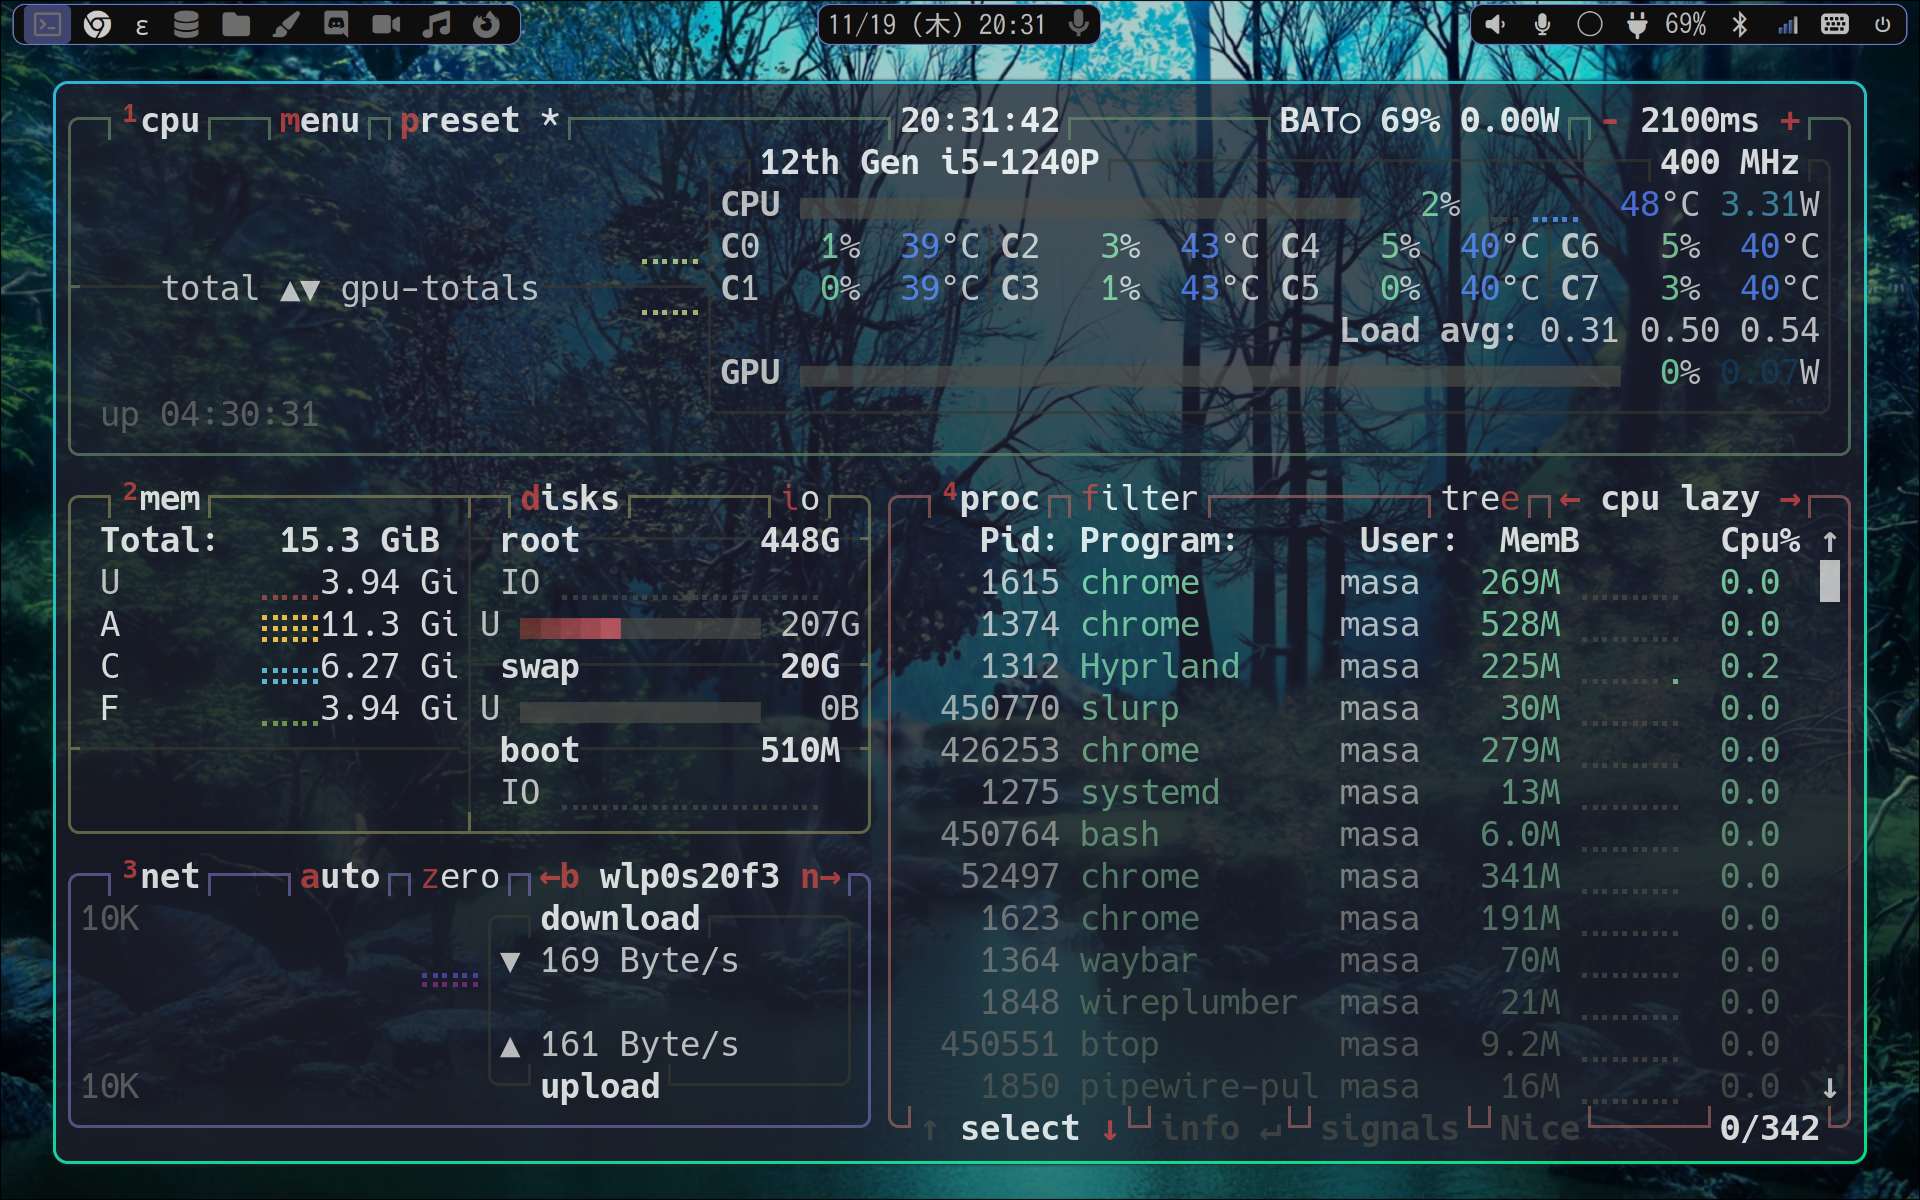 ε 11/19 (木) 20:31 69%
1cpu menu preset * 20:31:42 BAT○ 69% 0.00W - 2100ms +
12th Gen i5-1240P 400 MHz
CPU 2% 48°C 3.31W
C0 1% 39°C C2 3% 43°C C4 5% 40°C C6 5% 40°C
C1 0% 39°C C3 1% 43°C C5 0% 40°C C7 3% 40°C
total ▲▼ gpu-totals
Load avg: 0.31 0.50 0.54
GPU 0% 0.07W
up 04:30:31
2mem
Total: 15.3 GiB
U 3.94 Gi
A 11.3 Gi
C 6.27 Gi
F 3.94 Gi
disks io
root 448G
IO
U 207G
swap 20G
U 0B
boot 510M
IO
3net auto zero ←b wlp0s20f3 n→
10K
download
▼ 169 Byte/s
▲ 161 Byte/s
10K
upload
4proc filter tree ← cpu lazy →
Pid: Program: User: MemB Cpu% ↑
1615 chrome masa 269M 0.0
1374 chrome masa 528M 0.0
1312 Hyprland masa 225M 0.2
450770 slurp masa 30M 0.0
426253 chrome masa 279M 0.0
1275 systemd masa 13M 0.0
450764 bash masa 6.0M 0.0
52497 chrome masa 341M 0.0
1623 chrome masa 191M 0.0
1364 waybar masa 70M 0.0
1848 wireplumber masa 21M 0.0
450551 btop masa 9.2M 0.0
1850 pipewire-pul masa 16M 0.0 ↓
↑ select ↓ info ↵ signals Nice 0/342